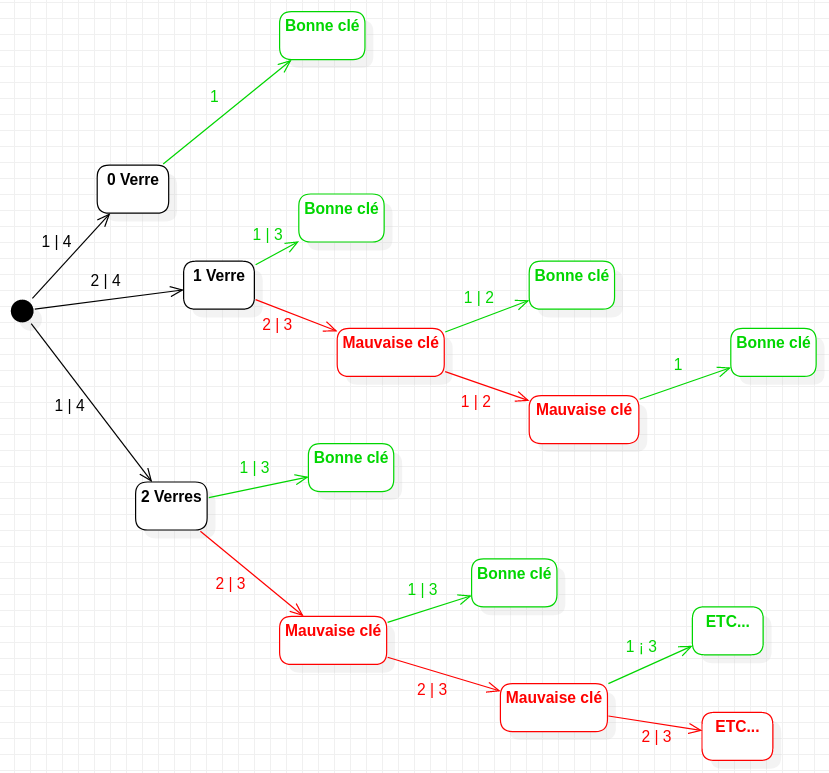 Bonne clé
1
0 Verre
1 | 4
Bonne clé
1 | 3
2 | 4
1 Verre
2 | 3
Mauvaise clé
1 | 2
Bonne clé
1 | 2
Mauvaise clé
1
Bonne clé
1 | 4
2 Verres
1 | 3
Bonne clé
2 | 3
Mauvaise clé
1 | 3
Bonne clé
2 | 3
Mauvaise clé
1 ¡ 3
ETC...
2 | 3
ETC...